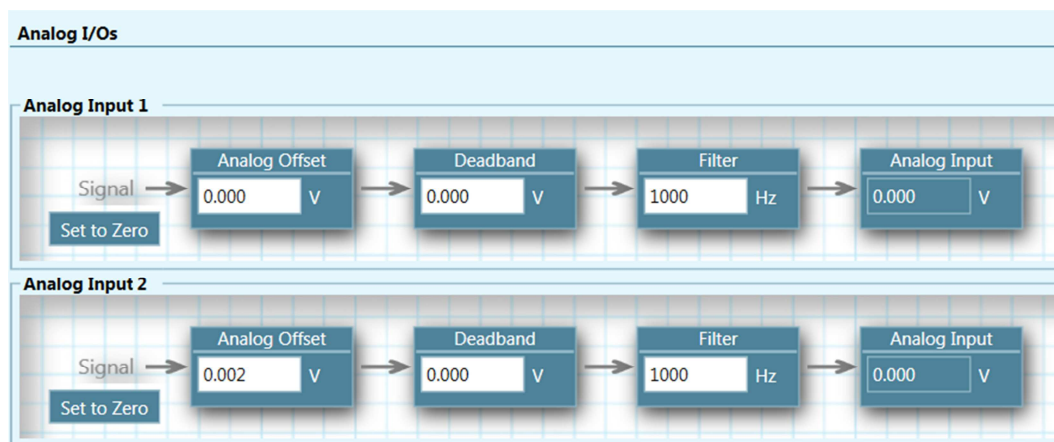 Analog I/Os
Analog Input 1
Analog Offset Deadband Filter Analog Input
Signal 0.000 V 0.000 V 1000 Hz 0.000 V
Set to Zero
Analog Input 2
Analog Offset Deadband Filter Analog Input
Signal 0.002 V 0.000 V 1000 Hz 0.000 V
Set to Zero